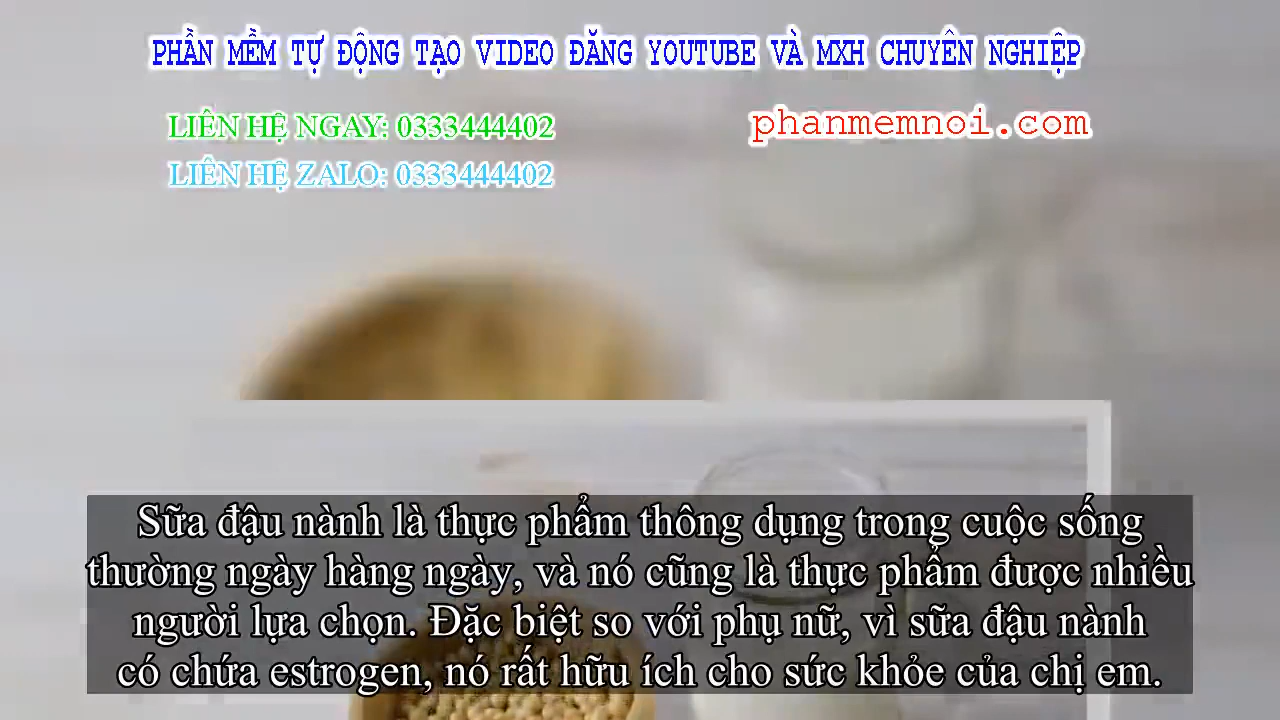 PHẦN MỀM TỰ ĐỘNG TẠO VIDEO ĐĂNG YOUTUBE VÀ MXH CHUYÊN NGHIỆP
LIÊN HỆ NGAY: 0333444402
phanmemnoi.com
LIÊN HỆ ZALO: 0333444402
Sữa đậu nành là thực phẩm thông dụng trong cuộc sống
thường ngày hàng ngày, và nó cũng là thực phẩm được nhiều
người lựa chọn. Đặc biệt so với phụ nữ, vì sữa đậu nành
có chứa estrogen, nó rất hữu ích cho sức khỏe của chị em.